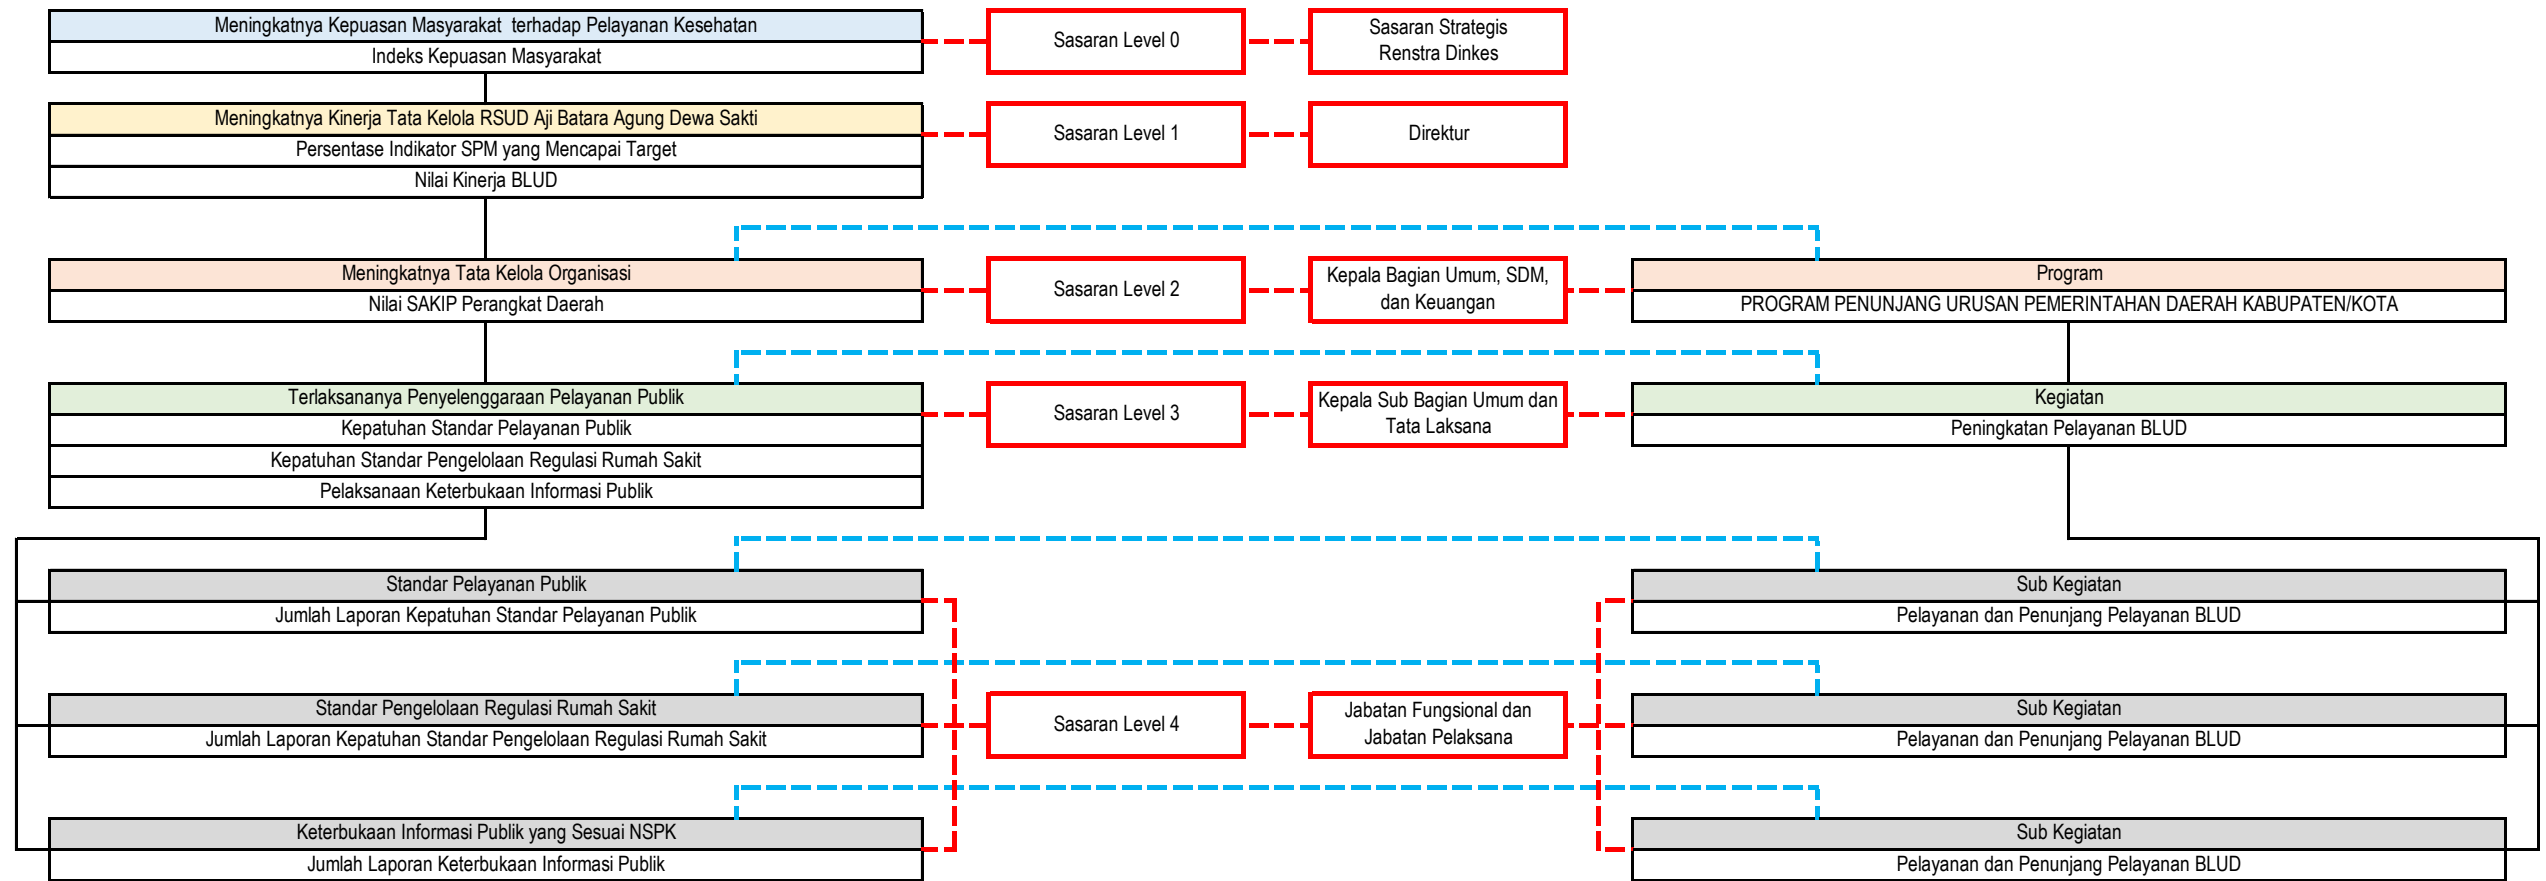 Meningkatnya Kepuasan Masyarakat terhadap Pelayanan Kesehatan
Indeks Kepuasan Masyarakat
Sasaran Level 0
Sasaran Strategis
Renstra Dinkes
Meningkatnya Kinerja Tata Kelola RSUD Aji Batara Agung Dewa Sakti
Persentase Indikator SPM yang Mencapai Target
Nilai Kinerja BLUD
Sasaran Level 1
Direktur
Meningkatnya Tata Kelola Organisasi
Nilai SAKIP Perangkat Daerah
Sasaran Level 2
Kepala Bagian Umum, SDM,
dan Keuangan
Program
PROGRAM PENUNJANG URUSAN PEMERINTAHAN DAERAH KABUPATEN/KOTA
Terlaksananya Penyelenggaraan Pelayanan Publik
Kepatuhan Standar Pelayanan Publik
Kepatuhan Standar Pengelolaan Regulasi Rumah Sakit
Pelaksanaan Keterbukaan Informasi Publik
Sasaran Level 3
Kepala Sub Bagian Umum dan
Tata Laksana
Kegiatan
Peningkatan Pelayanan BLUD
Standar Pelayanan Publik
Jumlah Laporan Kepatuhan Standar Pelayanan Publik
Sub Kegiatan
Pelayanan dan Penunjang Pelayanan BLUD
Standar Pengelolaan Regulasi Rumah Sakit
Jumlah Laporan Kepatuhan Standar Pengelolaan Regulasi Rumah Sakit
Sasaran Level 4
Jabatan Fungsional dan
Jabatan Pelaksana
Sub Kegiatan
Pelayanan dan Penunjang Pelayanan BLUD
Keterbukaan Informasi Publik yang Sesuai NSPK
Jumlah Laporan Keterbukaan Informasi Publik
Sub Kegiatan
Pelayanan dan Penunjang Pelayanan BLUD